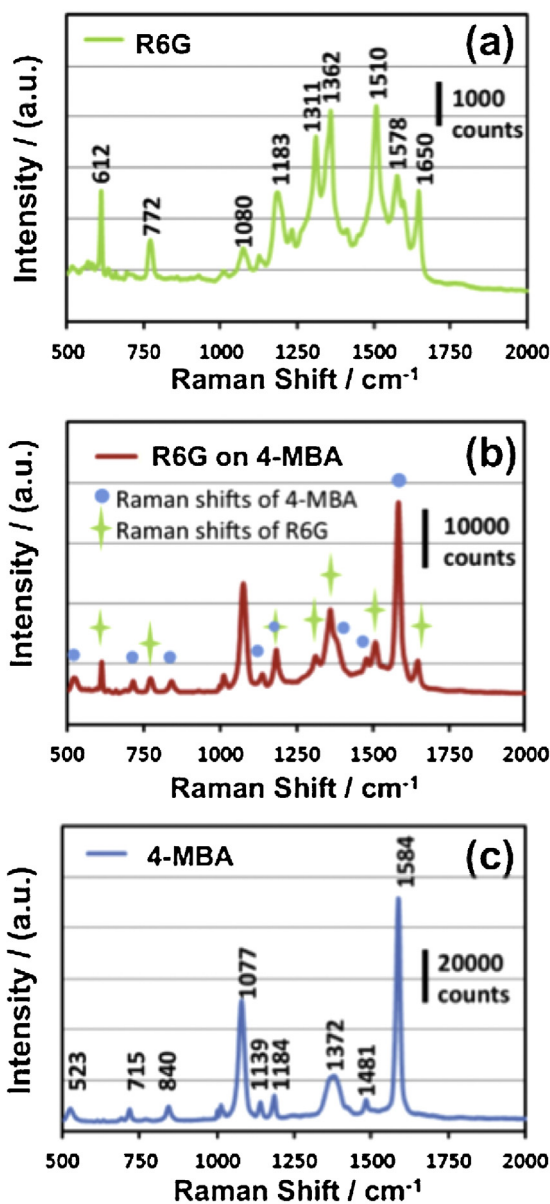 R6G
(a)
612
772
1080
1183
1311
1362
1510
1578
1650
1000
counts
Intensity / (a.u.)
500 750 1000 1250 1500 1750 2000
Raman Shift / cm-1
R6G on 4-MBA
(b)
Raman shifts of 4-MBA
Raman shifts of R6G
10000
counts
Intensity / (a.u.)
500 750 1000 1250 1500 1750 2000
Raman Shift / cm-1
4-MBA
(c)
523
715
840
1077
1139
1184
1372
1481
1584
20000
counts
Intensity / (a.u.)
500 750 1000 1250 1500 1750 2000
Raman Shift / cm-1